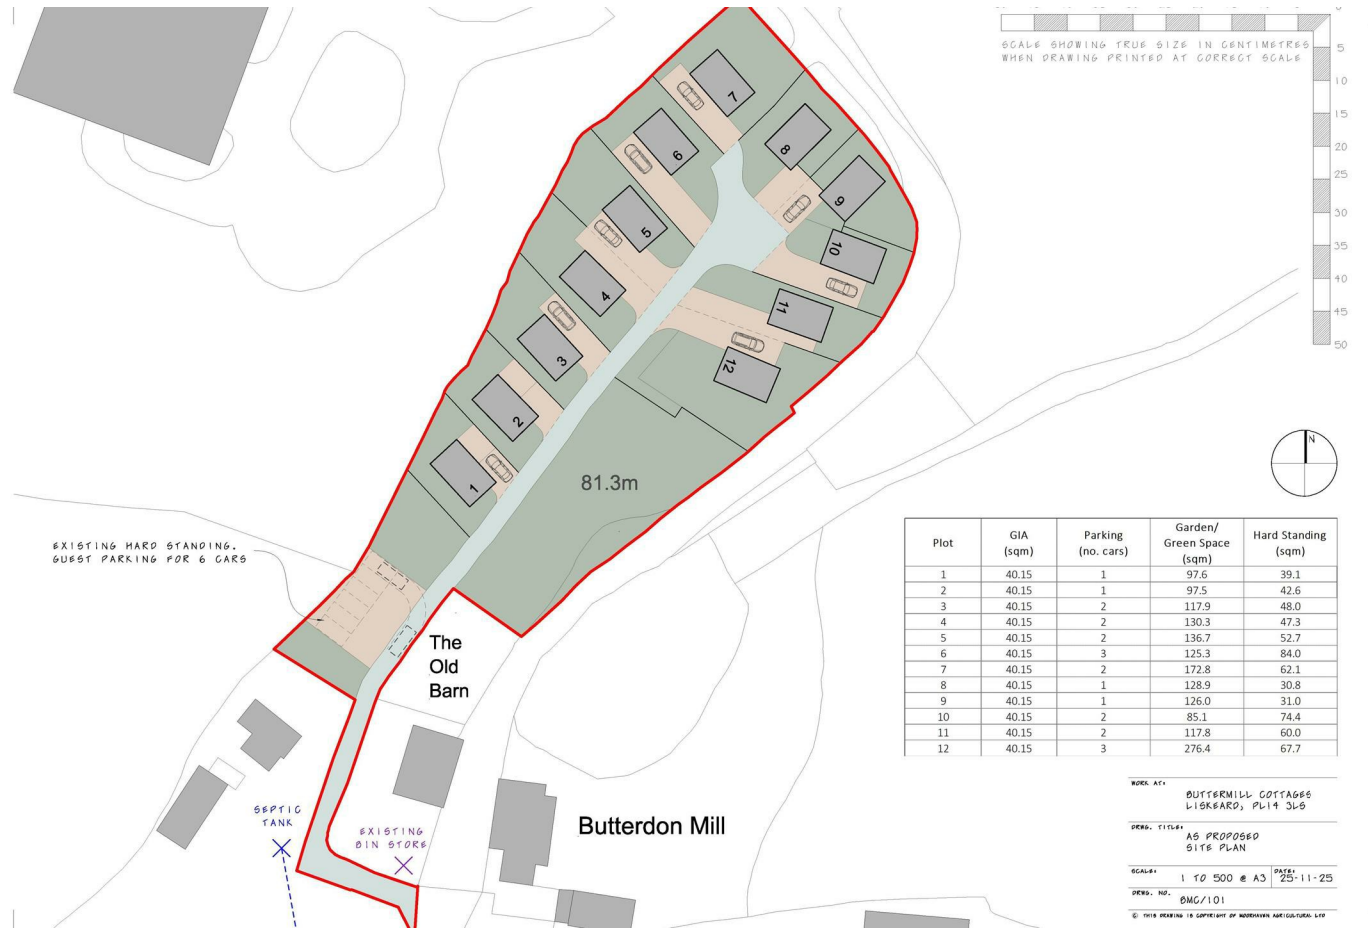 SCALE SHOWING TRUE SIZE IN CENTIMETRES
WHEN DRAWING PRINTED AT CORRECT SCALE
5
10
15
20
25
30
35
40
45
50
7
6
8
9
5
10
4
11
3
12
2
1
81.3m
N
EXISTING HARD STANDING.
GUEST PARKING FOR 6 CARS
The
Old
Barn
SEPTIC
TANK
EXISTING
BIN STORE
Butterdon Mill
Plot GIA (sqm) Parking (no. cars) Garden/ Green Space (sqm) Hard Standing (sqm)
1 40.15 1 97.6 39.1
2 40.15 1 97.5 42.6
3 40.15 2 117.9 48.0
4 40.15 2 130.3 47.3
5 40.15 2 136.7 52.7
6 40.15 3 125.3 84.0
7 40.15 2 172.8 62.1
8 40.15 1 128.9 30.8
9 40.15 1 126.0 31.0
10 40.15 2 85.1 74.4
11 40.15 2 117.8 60.0
12 40.15 3 276.4 67.7
WORK AT:
BUTTERMILL COTTAGES
LISKEARD, PL14 3LS
DRWG. TITLE:
AS PROPOSED
SITE PLAN
SCALE: 1 TO 500 @ A3 DATE: 25-11-25
DRWG. NO.
BMC/101
© THIS DRAWING IS COPYRIGHT OF MOORHAVEN AGRICULTURAL LTD